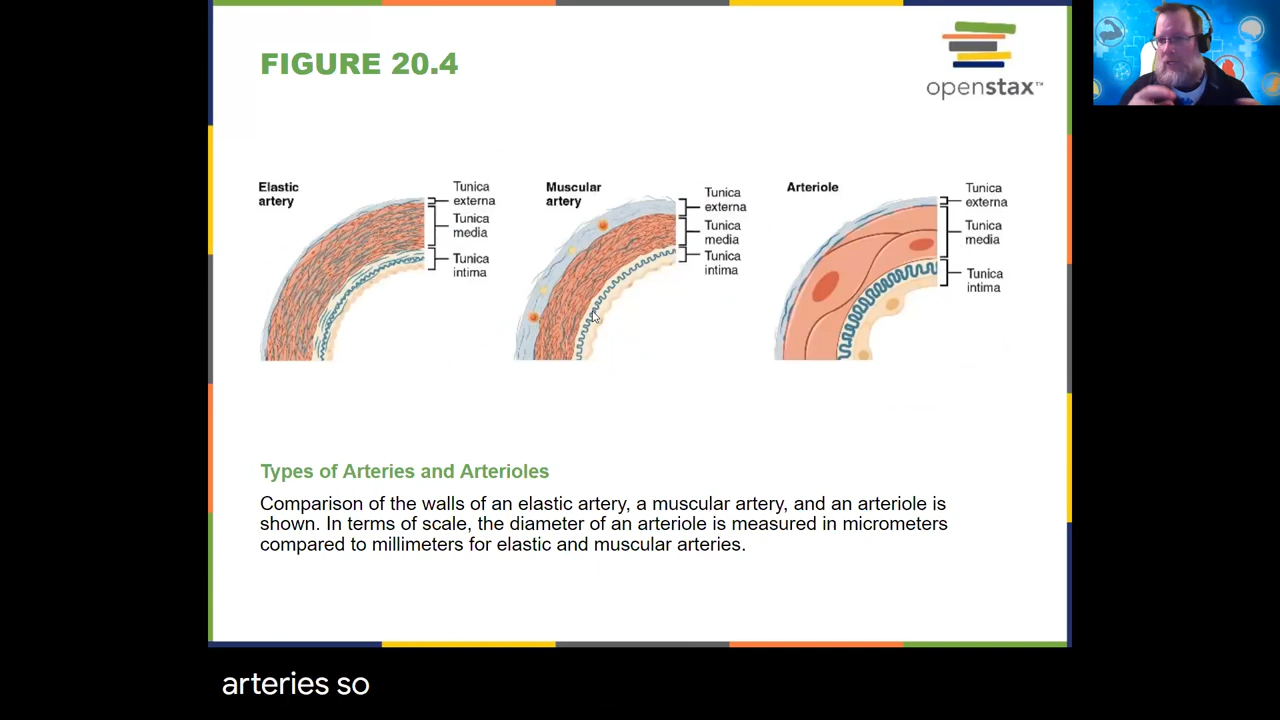 FIGURE 20.4
openstax™
Elastic
artery
Tunica
externa
Tunica
media
Tunica
intima
Muscular
artery
Tunica
externa
Tunica
media
Tunica
intima
Arteriole
Tunica
externa
Tunica
media
Tunica
intima
Types of Arteries and Arterioles
Comparison of the walls of an elastic artery, a muscular artery, and an arteriole is
shown. In terms of scale, the diameter of an arteriole is measured in micrometers
compared to millimeters for elastic and muscular arteries.
arteries so